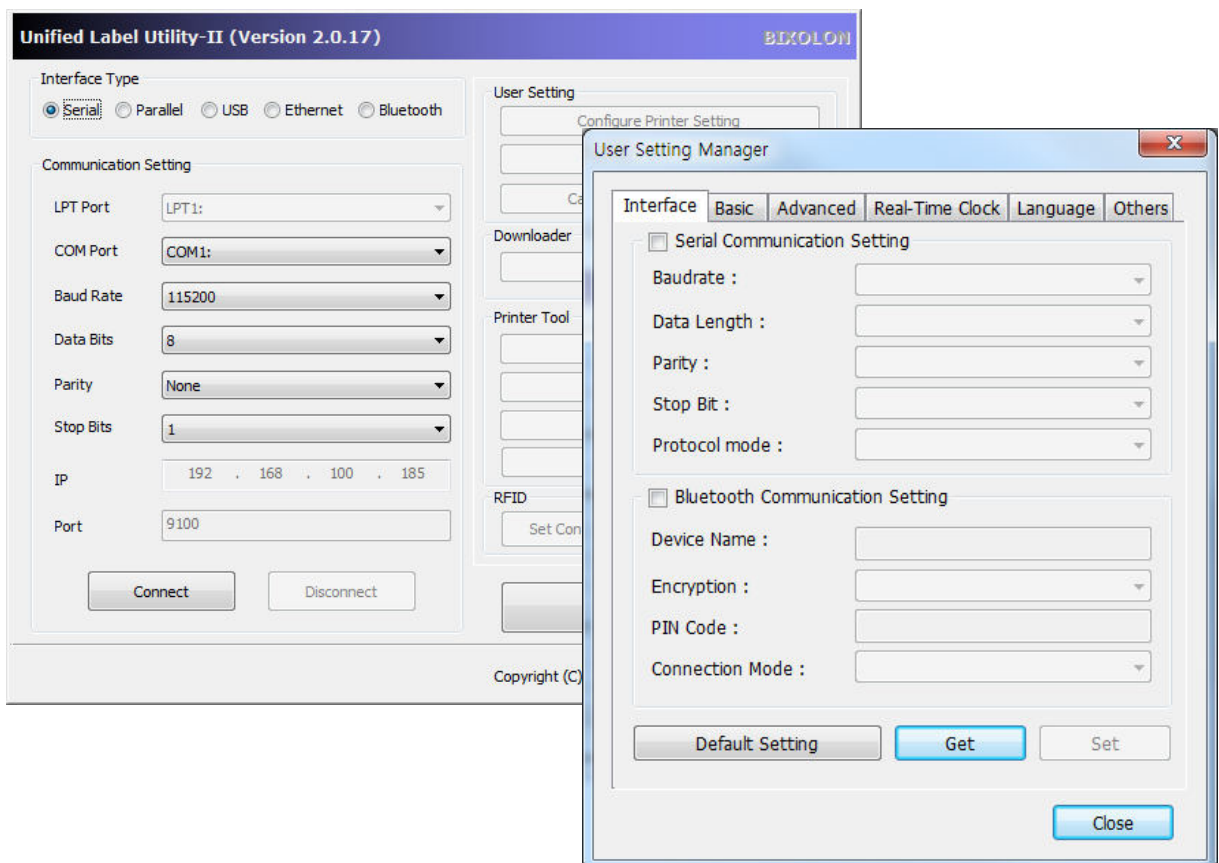 Unified Label Utility-II (Version 2.0.17)
BIXOLON
Interface Type
Serial Parallel USB Ethernet Bluetooth
Communication Setting
LPT Port LPT1:
COM Port COM1:
Baud Rate 115200
Data Bits 8
Parity None
Stop Bits 1
IP 192 . 168 . 100 . 185
Port 9100
Connect Disconnect
User Setting
Configure Printer Setting
Ca
Downloader
Printer Tool
RFID
Set Con
Copyright (C)
User Setting Manager
Interface Basic Advanced Real-Time Clock Language Others
Serial Communication Setting
Baudrate :
Data Length :
Parity :
Stop Bit :
Protocol mode :
Bluetooth Communication Setting
Device Name :
Encryption :
PIN Code :
Connection Mode :
Default Setting Get Set
Close